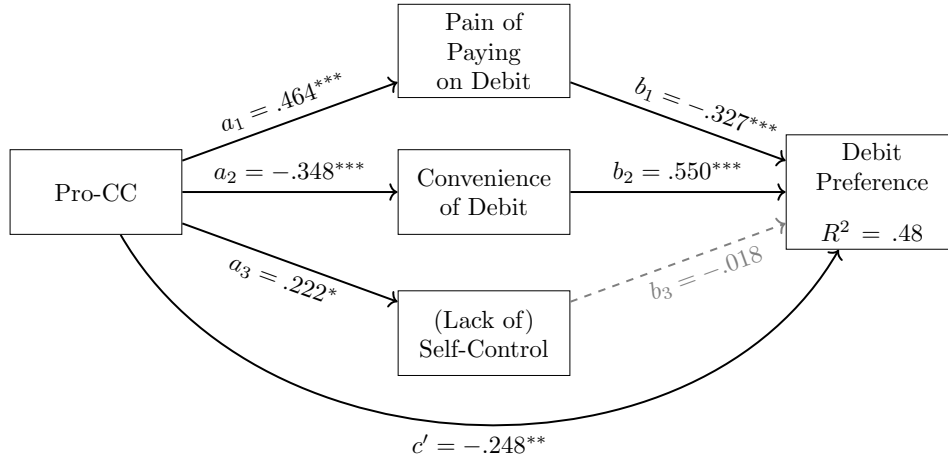 Pain of
Paying
on Debit
a₁ = .464***
b₁ = −.327***
Pro-CC
a₂ = −.348***
Convenience
of Debit
b₂ = .550***
Debit
Preference
R² = .48
a₃ = .222*
(Lack of)
Self-Control
b₃ = −.018
c′ = −.248**